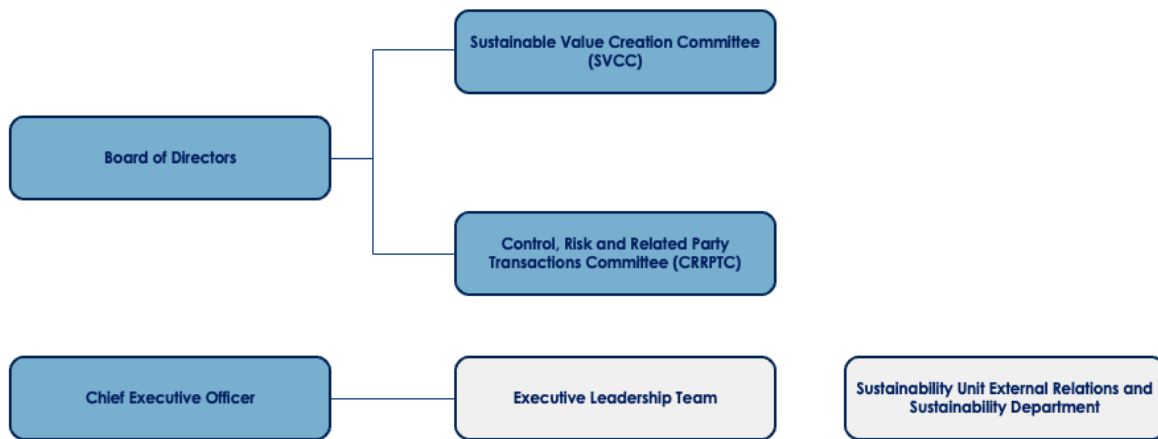 Sustainable Value Creation Committee
(SVCC)
Board of Directors
Control, Risk and Related Party
Transactions Committee (CRRPTC)
Chief Executive Officer
Executive Leadership Team
Sustainability Unit External Relations and
Sustainability Department